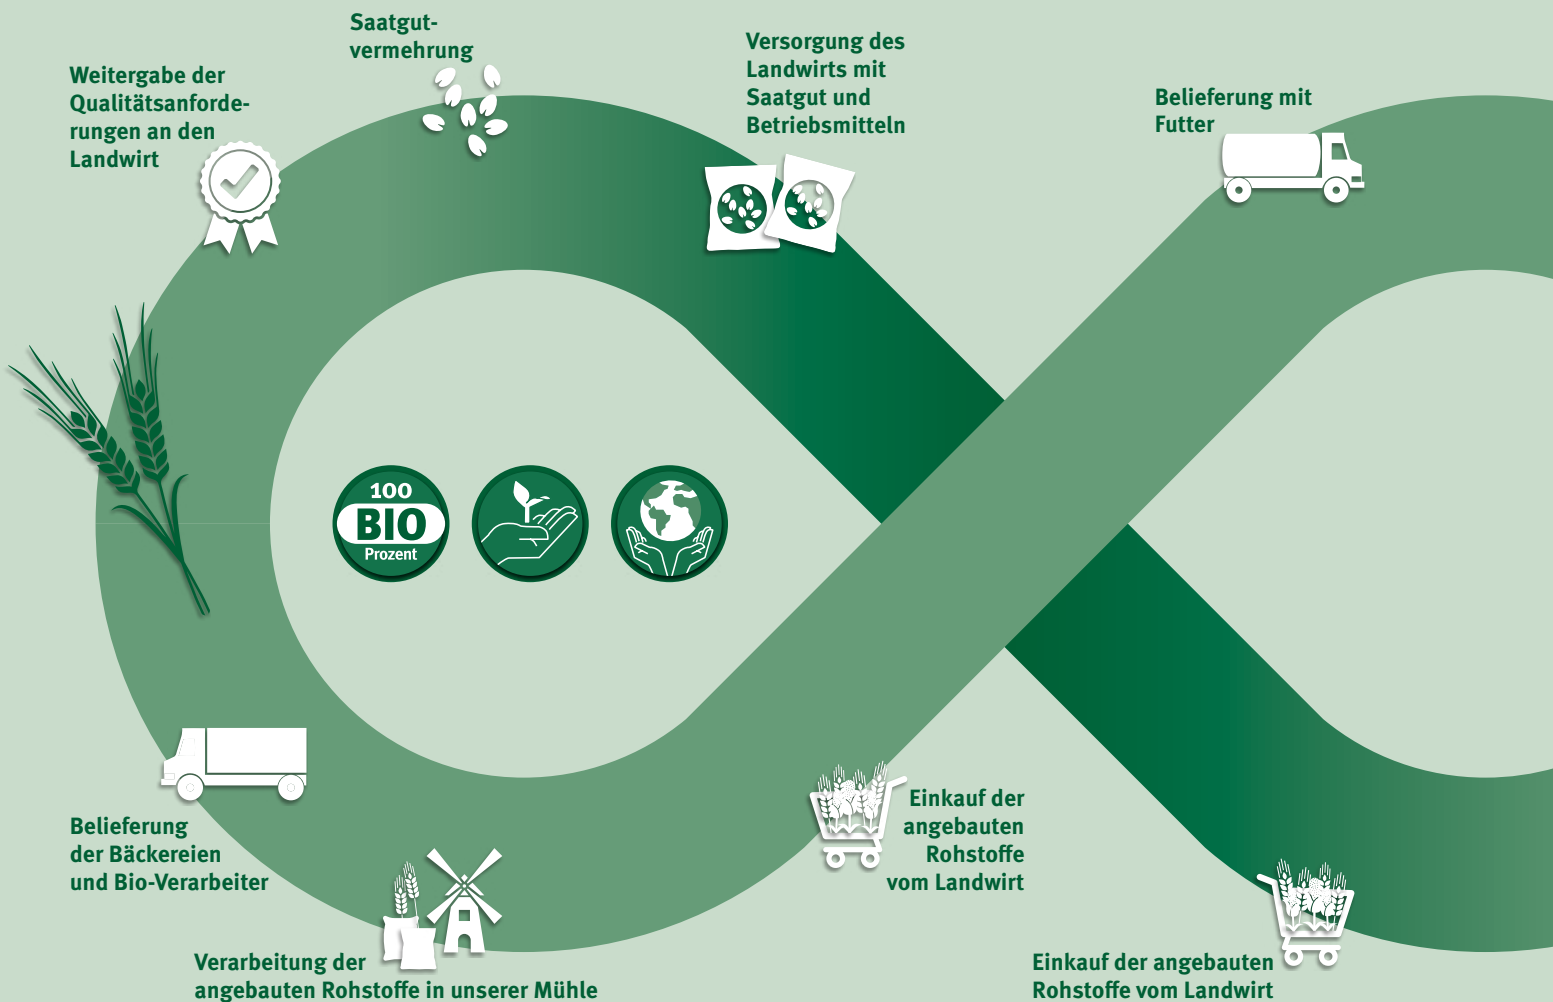 Saatgut-
vermehrung
Weitergabe der
Qualitätsanforde-
rungen an den
Landwirt
Versorgung des
Landwirts mit
Saatgut und
Betriebsmitteln
Belieferung mit
Futter
100
BIO
Prozent
Belieferung
der Bäckereien
und Bio-Verarbeiter
Einkauf der
angebauten
Rohstoffe
vom Landwirt
Verarbeitung der
angebauten Rohstoffe in unserer Mühle
Einkauf der angebauten
Rohstoffe vom Landwirt